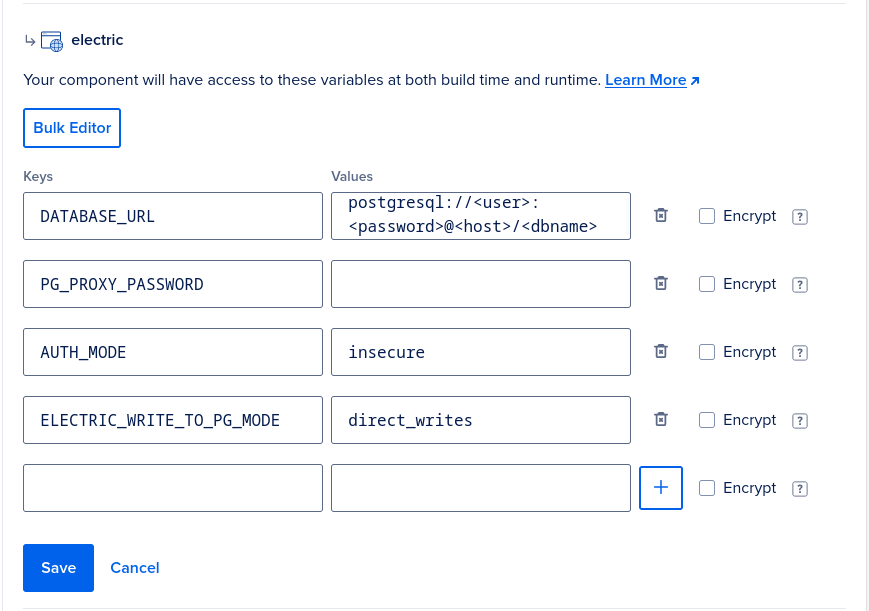 electric
Your component will have access to these variables at both build time and runtime. Learn More
Bulk Editor
Keys Values
DATABASE_URL postgresql://<user>:
<password>@<host>/<dbname> Encrypt ?
PG_PROXY_PASSWORD Encrypt ?
AUTH_MODE insecure Encrypt ?
ELECTRIC_WRITE_TO_PG_MODE direct_writes Encrypt ?
+ Encrypt ?
Save Cancel